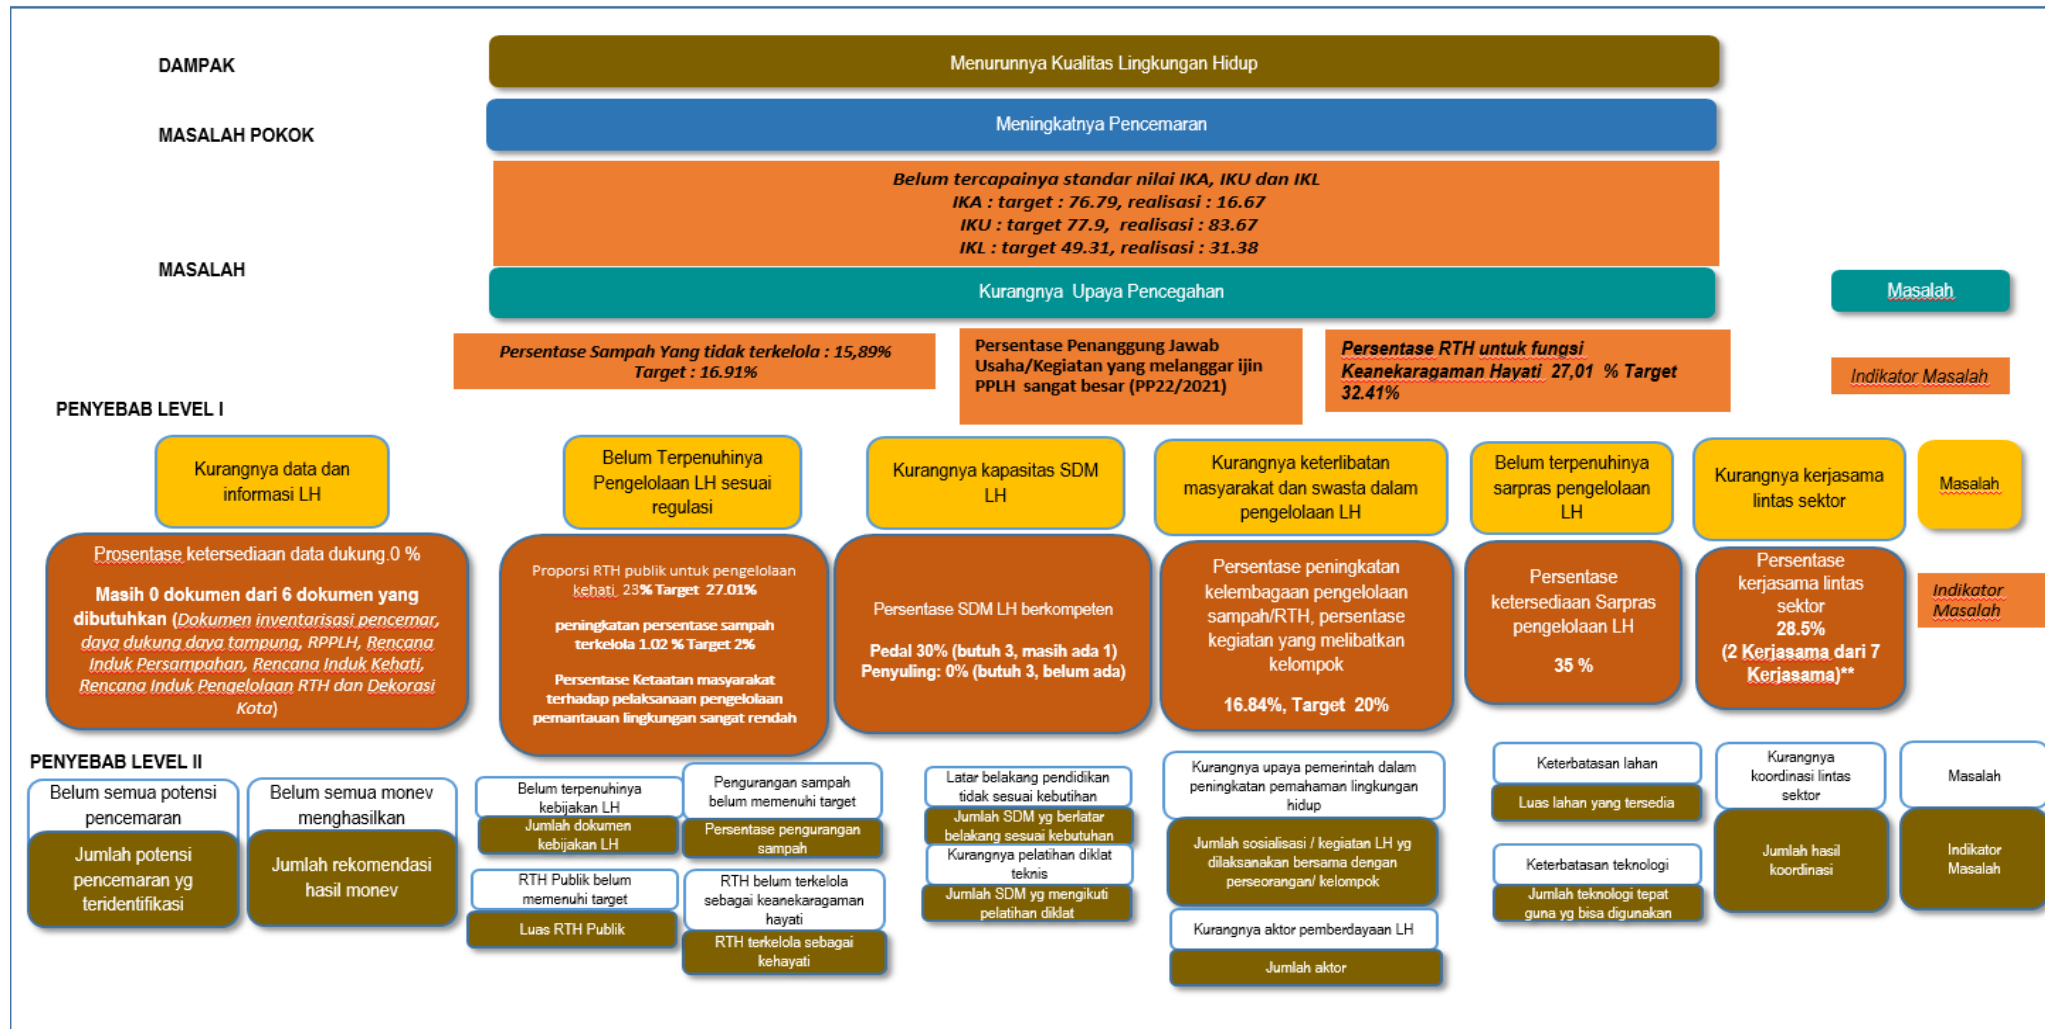 DAMPAK
Menurunnya Kualitas Lingkungan Hidup
MASALAH POKOK
Meningkatnya Pencemaran
Belum tercapainya standar nilai IKA, IKU dan IKL
IKA : target : 76.79, realisasi : 16.67
IKU : target 77.9,  realisasi : 83.67
IKL : target 49.31, realisasi : 31.38
MASALAH
Kurangnya  Upaya Pencegahan
Masalah
Persentase Sampah Yang tidak terkelola : 15,89%
Target : 16.91%
Persentase Penanggung Jawab
Usaha/Kegiatan yang melanggar ijin
PPLH  sangat besar (PP22/2021)
Persentase RTH untuk fungsi
Keanekaragaman Hayati  27,01  % Target
32.41%
Indikator Masalah
PENYEBAB LEVEL I
Kurangnya data dan
informasi LH
Belum Terpenuhinya
Pengelolaan LH sesuai
regulasi
Kurangnya kapasitas SDM
LH
Kurangnya keterlibatan
masyarakat dan swasta dalam
pengelolaan LH
Belum terpenuhinya
sarpras pengelolaan
LH
Kurangnya kerjasama
lintas sektor
Masalah
Prosentase ketersediaan data dukung.0 %
Masih 0 dokumen dari 6 dokumen yang
dibutuhkan (Dokumen inventarisasi pencemar,
daya dukung daya tampung, RPPLH, Rencana
Induk Persampahan, Rencana Induk Kehati,
Rencana Induk Pengelolaan RTH dan Dekorasi
Kota)
Proporsi RTH publik untuk pengelolaan
kehati  23% Target  27.01%
peningkatan persentase sampah
terkelola 1.02 % Target 2%
Persentase Ketaatan masyarakat
terhadap pelaksanaan pengelolaan
pemantauan lingkungan sangat rendah
Persentase SDM LH berkompeten
Pedal 30% (butuh 3, masih ada 1)
Penyuling: 0% (butuh 3, belum ada)
Persentase peningkatan
kelembagaan pengelolaan
sampah/RTH, persentase
kegiatan yang melibatkan
kelompok
16.84%, Target  20%
Persentase
ketersediaan Sarpras
pengelolaan LH
35 %
Persentase
kerjasama lintas
sektor
28.5%
(2 Kerjasama dari 7
Kerjasama)**
Indikator
Masalah
PENYEBAB LEVEL II
Belum semua potensi
pencemaran
Jumlah potensi
pencemaran yg
teridentifikasi
Belum semua monev
menghasilkan
Jumlah rekomendasi
hasil monev
Belum terpenuhinya
kebijakan LH
Jumlah dokumen
kebijakan LH
RTH Publik belum
memenuhi target
Luas RTH Publik
Pengurangan sampah
belum memenuhi target
Persentase pengurangan
sampah
RTH belum terkelola
sebagai keanekaragaman
hayati
RTH terkelola sebagai
kehayati
Latar belakang pendidikan
tidak sesuai kebutihan
Jumlah SDM yg berlatar
belakang sesuai kebutuhan
Kurangnya pelatihan diklat
teknis
Jumlah SDM yg mengikuti
pelatihan diklat
Kurangnya upaya pemerintah dalam
peningkatan pemahaman lingkungan
hidup
Jumlah sosialisasi / kegiatan LH yg
dilaksanakan bersama dengan
perseorangan/ kelompok
Kurangnya aktor pemberdayaan LH
Jumlah aktor
Keterbatasan lahan
Luas lahan yang tersedia
Keterbatasan teknologi
Jumlah teknologi tepat
guna yg bisa digunakan
Kurangnya
koordinasi lintas
sektor
Jumlah hasil
koordinasi
Masalah
Indikator
Masalah